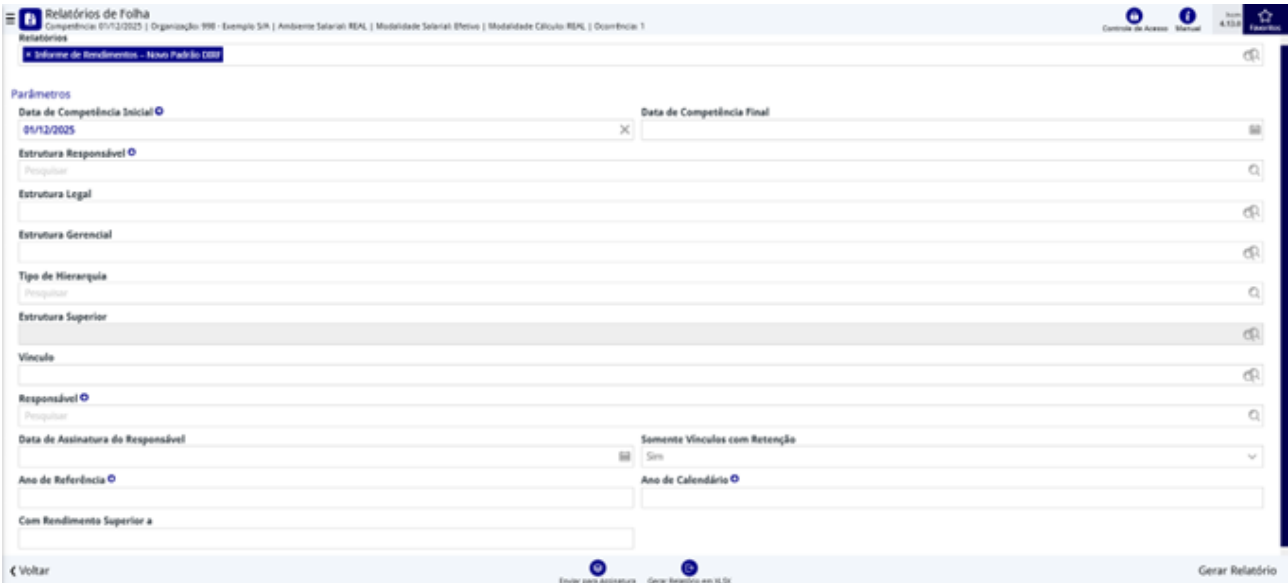 Relatórios de Folha
Competência: 01/12/2025 | Organização: 998 - Exemplo S/A | Ambiente Salarial: REAL | Modalidade Salarial: Efetivo | Modalidade Cálculo: REAL | Ocorrência: 1
Controle de Acesso
Manual
Favoritos
Relatórios
× Informe de Rendimentos - Novo Padrão DIRF
Parâmetros
Data de Competência Inicial
Data de Competência Final
01/12/2025
Estrutura Responsável
Pesquisar
Estrutura Legal
Estrutura Gerencial
Tipo de Hierarquia
Pesquisar
Estrutura Superior
Vínculo
Responsável
Pesquisar
Data de Assinatura do Responsável
Somente Vínculos com Retenção
Sim
Ano de Referência
Ano de Calendário
Com Rendimento Superior a
Voltar
Enviar para Assinatura
Gerar Relatório em XLSX
Gerar Relatório